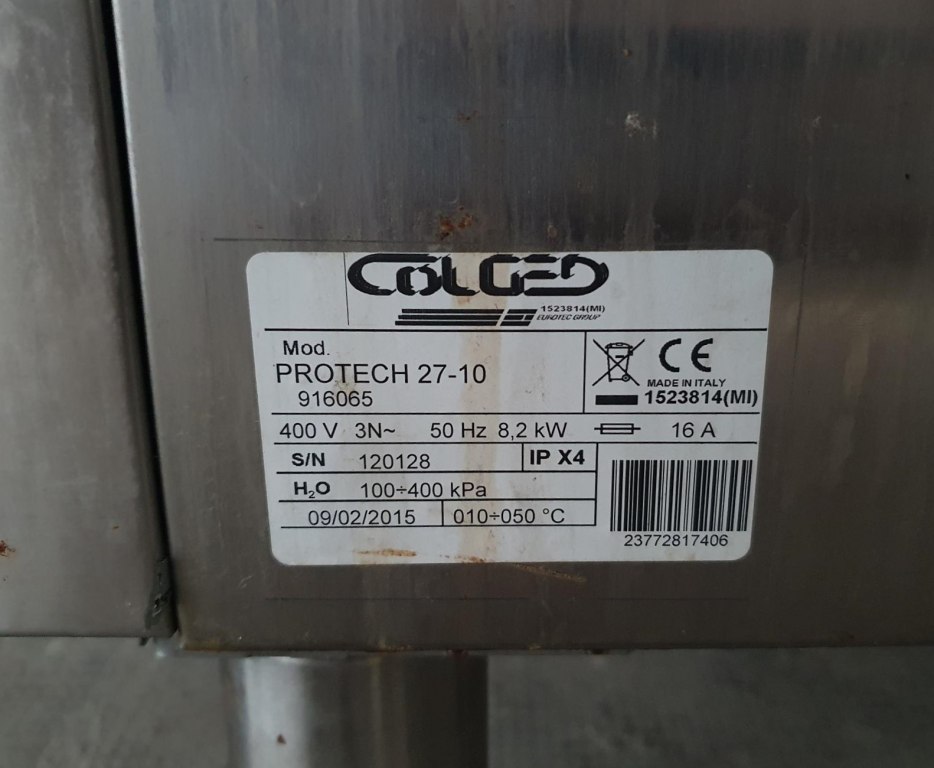 COLGED
1523814(MI)
EUROTEC GROUP
Mod.
PROTECH 27-10
916065
CE
MADE IN ITALY
1523814(MI)
400 V 3N~ 50 Hz 8,2 kW 16 A
S/N 120128 IP X4
H₂O 100÷400 kPa
09/02/2015 010÷050 °C
23772817406